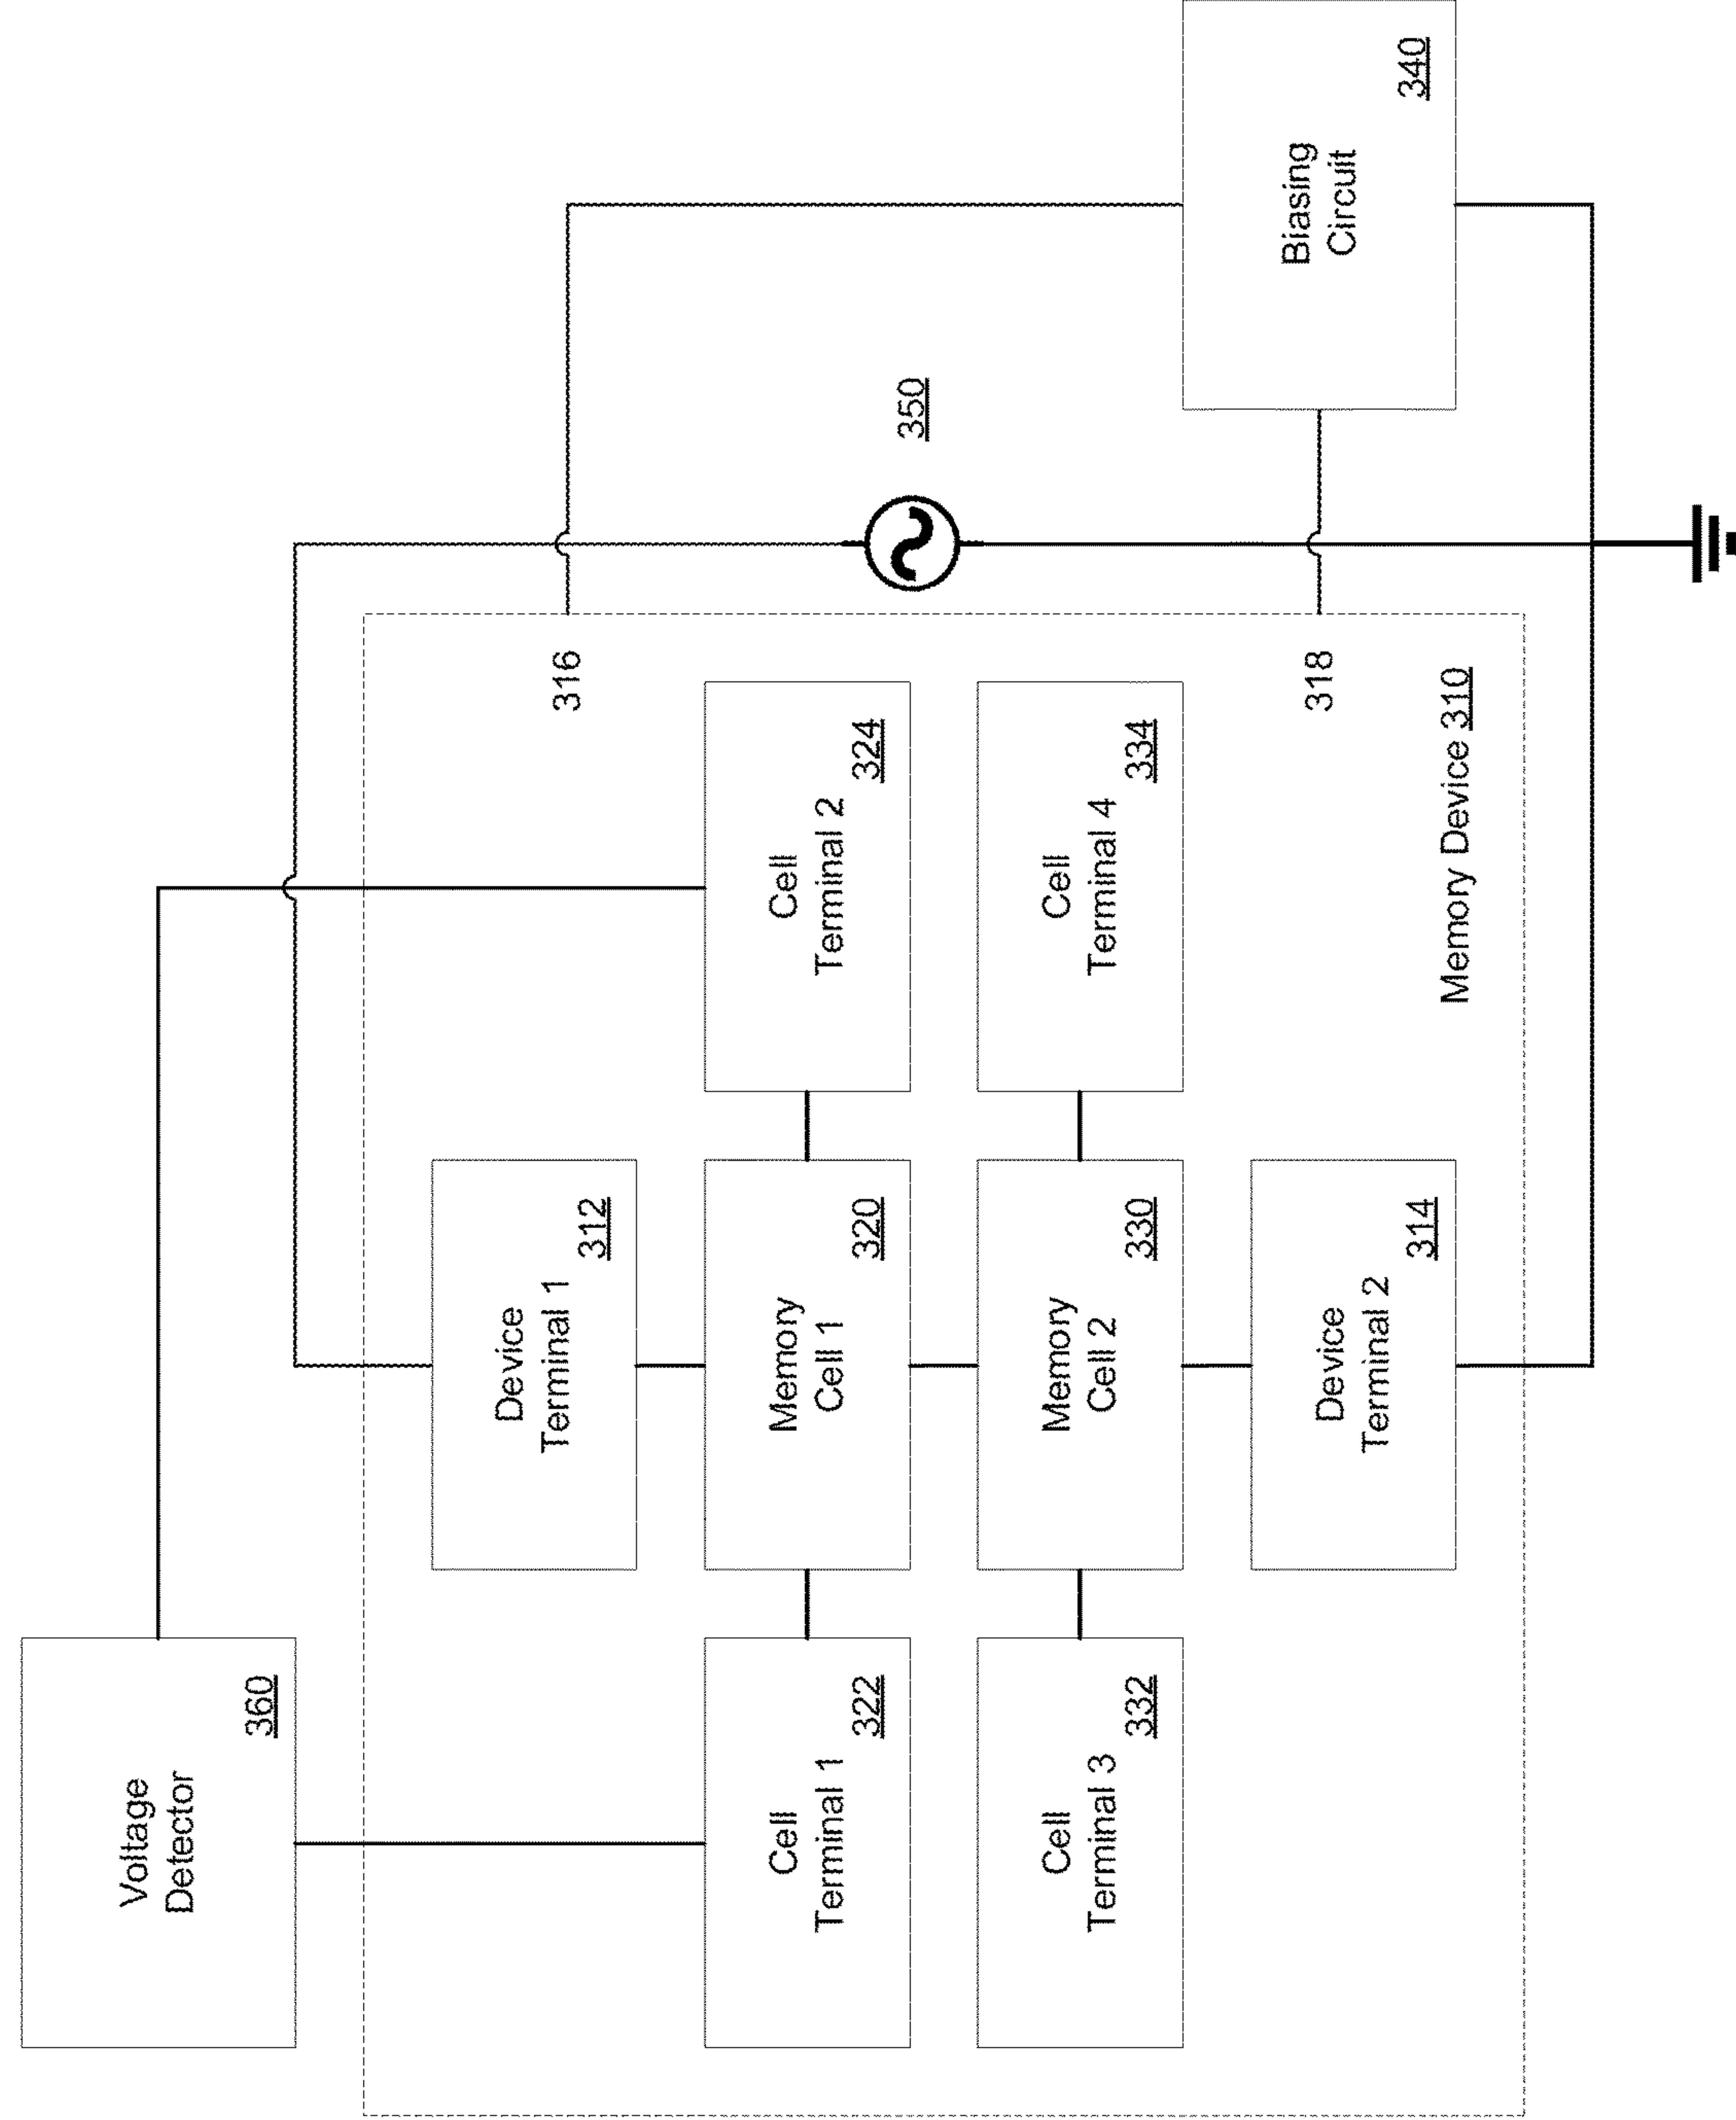 Voltage
Detector
360
Device
Terminal 1
312
316
Cell
Terminal 1
322
Memory
Cell 1
320
Cell
Terminal 2
324
350
Cell
Terminal 3
332
Memory
Cell 2
330
Cell
Terminal 4
334
Device
Terminal 2
314
318
Biasing
Circuit
340
Memory Device 310